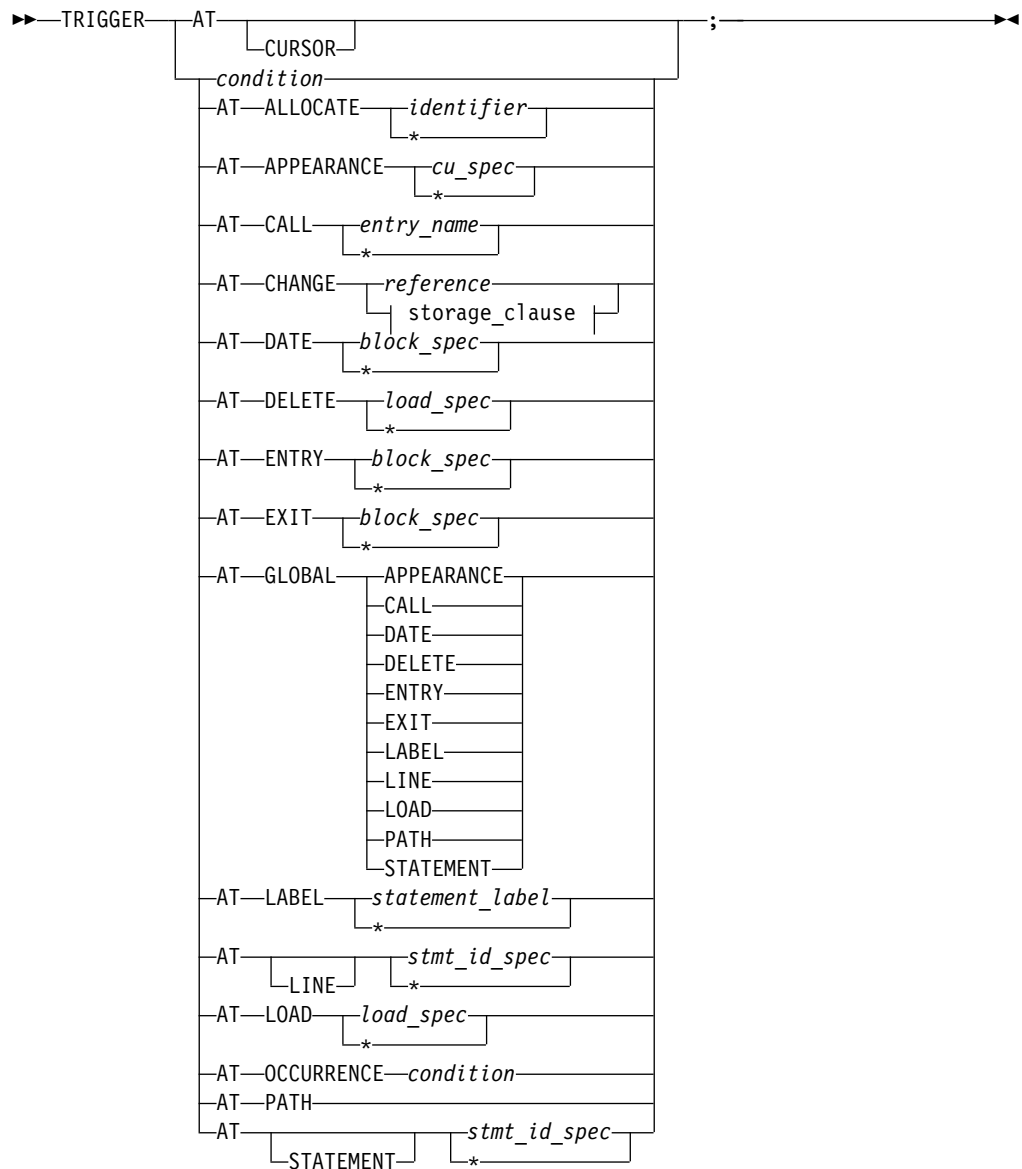 TRIGGER AT ;
CURSOR
condition
AT ALLOCATE identifier
*
AT APPEARANCE cu_spec
*
AT CALL entry_name
*
AT CHANGE reference
storage_clause
AT DATE block_spec
*
AT DELETE load_spec
*
AT ENTRY block_spec
*
AT EXIT block_spec
*
AT GLOBAL APPEARANCE
CALL
DATE
DELETE
ENTRY
EXIT
LABEL
LINE
LOAD
PATH
STATEMENT
AT LABEL statement_label
*
AT stmt_id_spec
LINE *
AT LOAD load_spec
*
AT OCCURRENCE condition
AT PATH
AT stmt_id_spec
STATEMENT *